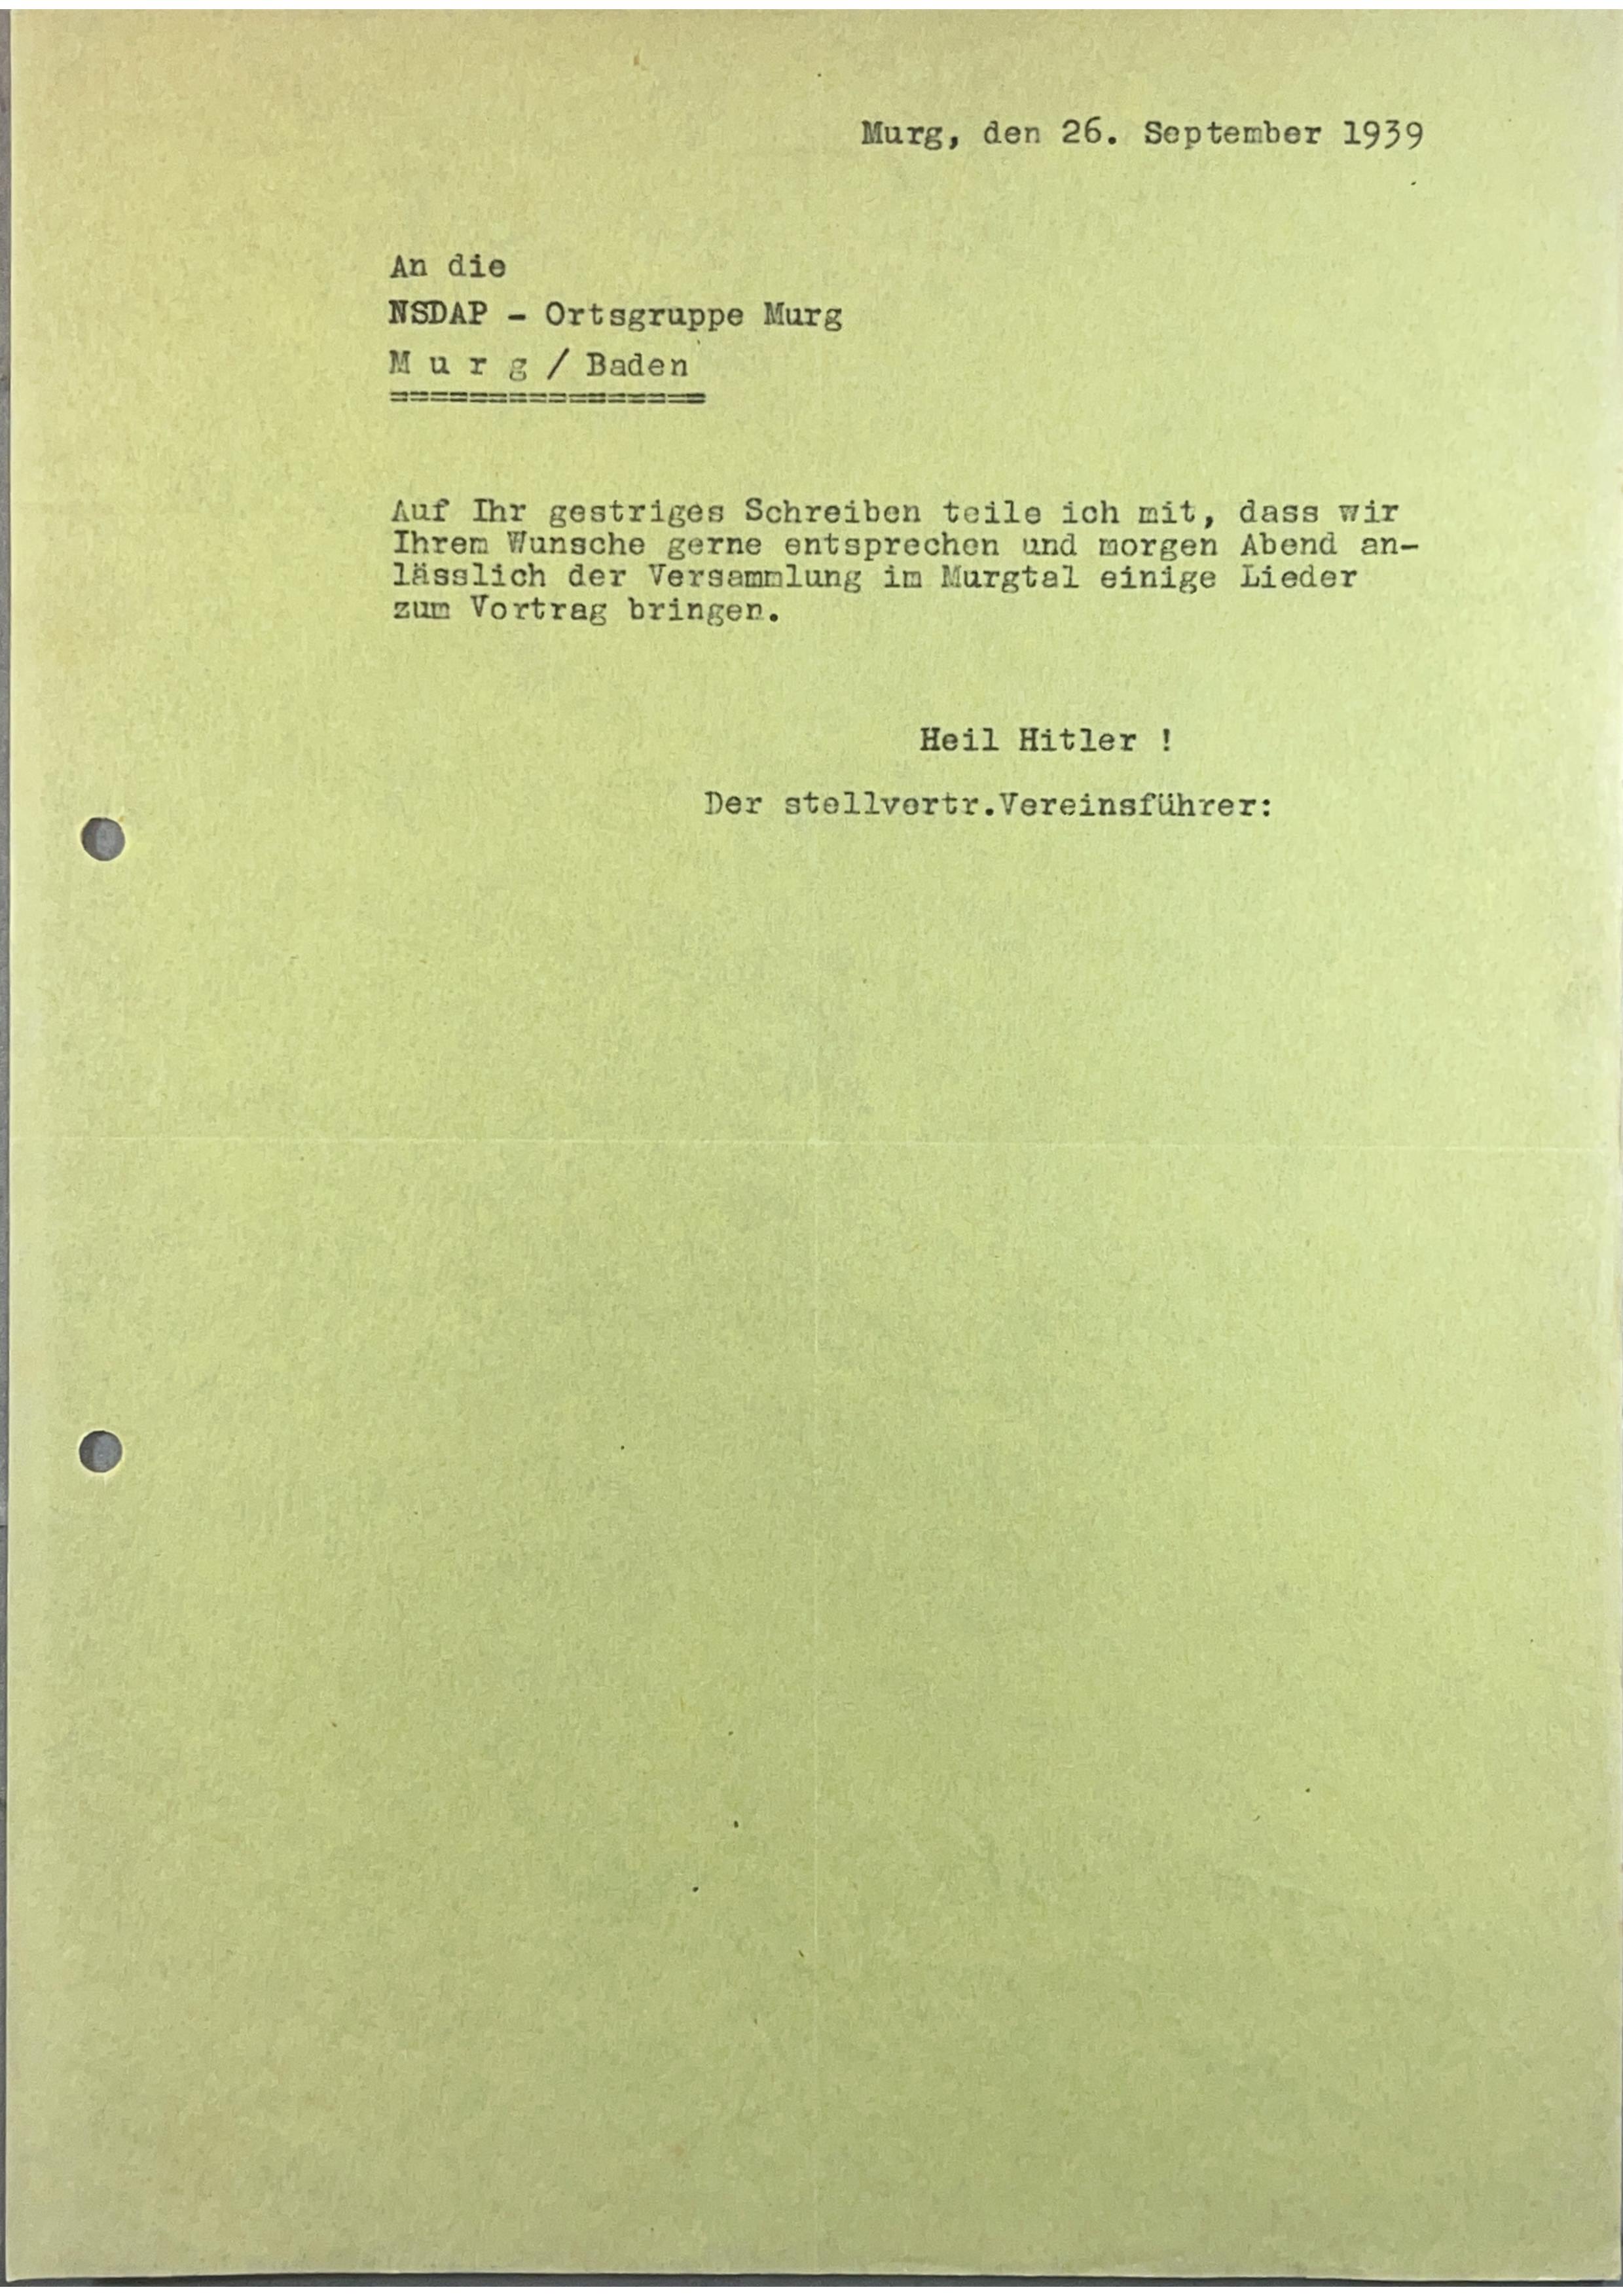 Murg, den 26. September 1939
An die
NSDAP - Ortsgruppe Murg
M u r g / Baden
================
Auf Ihr gestriges Schreiben teile ich mit, dass wir
Ihrem Wunsche gerne entsprechen und morgen Abend an-
lässlich der Versammlung im Murgtal einige Lieder
zum Vortrag bringen.
Heil Hitler !
Der stellvertr.Vereinsführer: